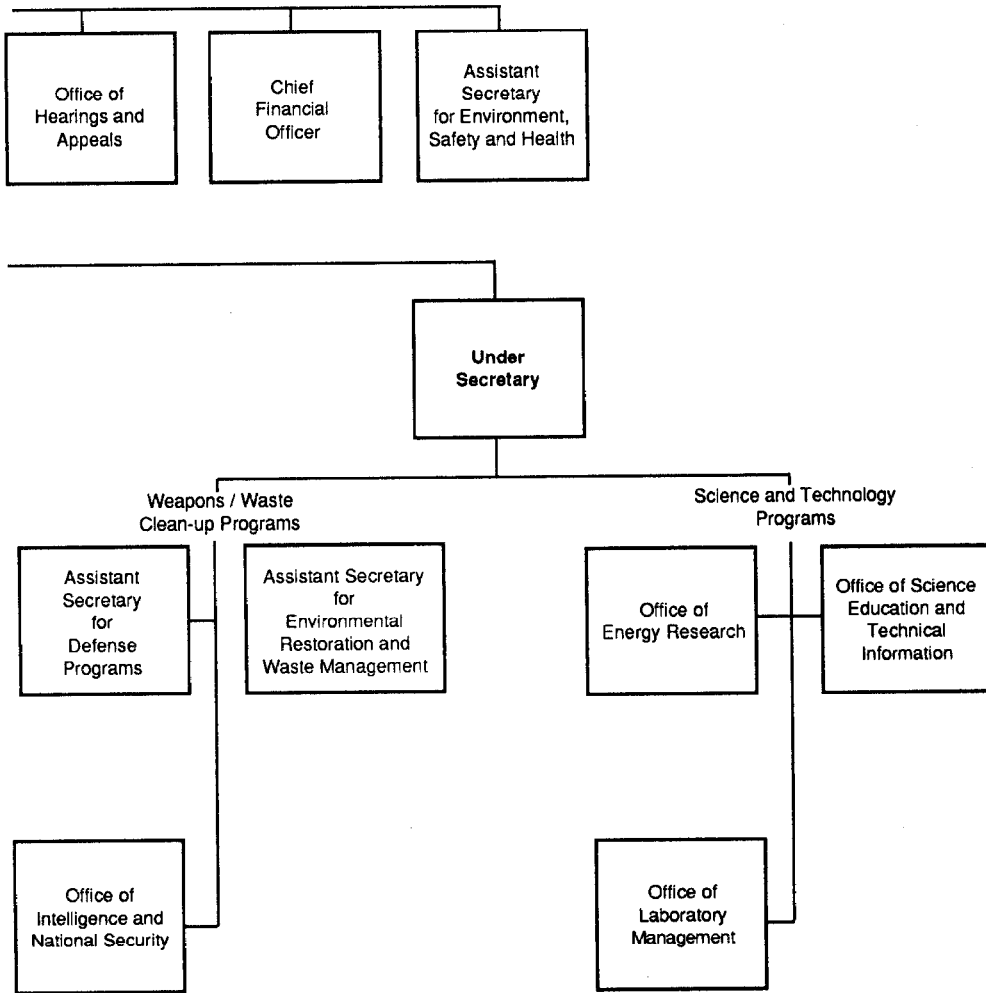 Office of
Hearings and
Appeals
Chief
Financial
Officer
Assistant
Secretary
for Environment,
Safety and Health
Under
Secretary
Weapons / Waste
Clean-up Programs
Science and Technology
Programs
Assistant
Secretary
for
Defense
Programs
Assistant Secretary
for
Environmental
Restoration and
Waste Management
Office of
Energy Research
Office of Science
Education and
Technical
Information
Office of
Intelligence and
National Security
Office of
Laboratory
Management